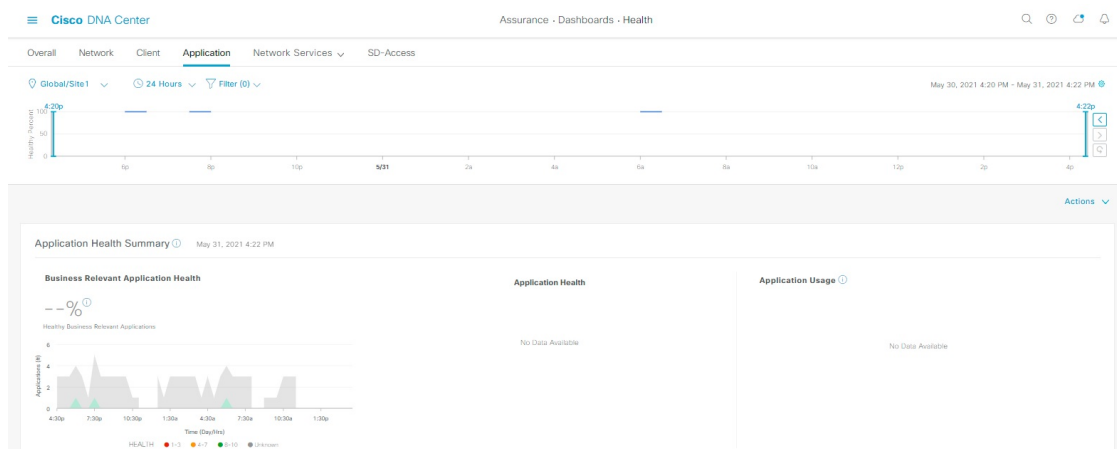 Cisco DNA Center
Assurance · Dashboards · Health
Overall Network Client Application Network Services SD-Access
Global/Site1 24 Hours Filter (0)
May 30, 2021 4:20 PM - May 31, 2021 4:22 PM
4:20p 4:22p
Healthy Percent
100
50
0
6p 8p 10p 5/31 2a 4a 6a 8a 10a 12p 2p 4p
Actions
Application Health Summary May 31, 2021 4:22 PM
Business Relevant Application Health
--%
Healthy Business Relevant Applications
Applications (#)
6
4
2
0
4:30p 7:30p 10:30p 1:30a 4:30a 7:30a 10:30a 1:30p
Time (Day/Hrs)
HEALTH 1-3 4-7 8-10 Unknown
Application Health
No Data Available
Application Usage
No Data Available